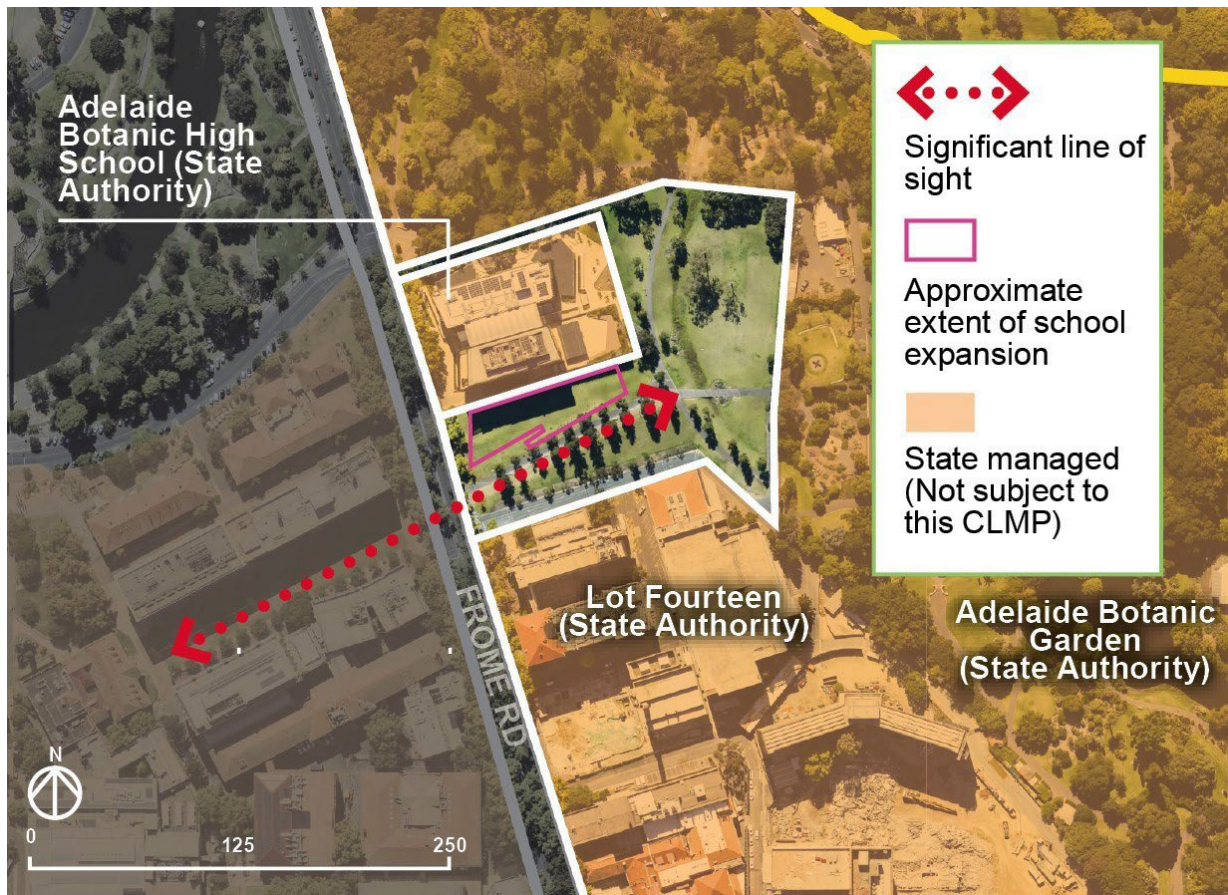 Adelaide
Botanic High
School (State
Authority)
Significant line of
sight
Approximate
extent of school
expansion
State managed
(Not subject to
this CLMP)
FROME RD
Lot Fourteen
(State Authority)
Adelaide Botanic
Garden
(State Authority)
N
0
125
250